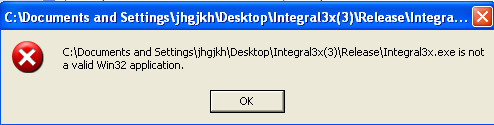 C:\Documents and Settings\jhgjkh\Desktop\Integral3x(3)\Release\Integra...
C:\Documents and Settings\jhgjkh\Desktop\Integral3x(3)\Release\Integral3x.exe is not
a valid Win32 application.
OK